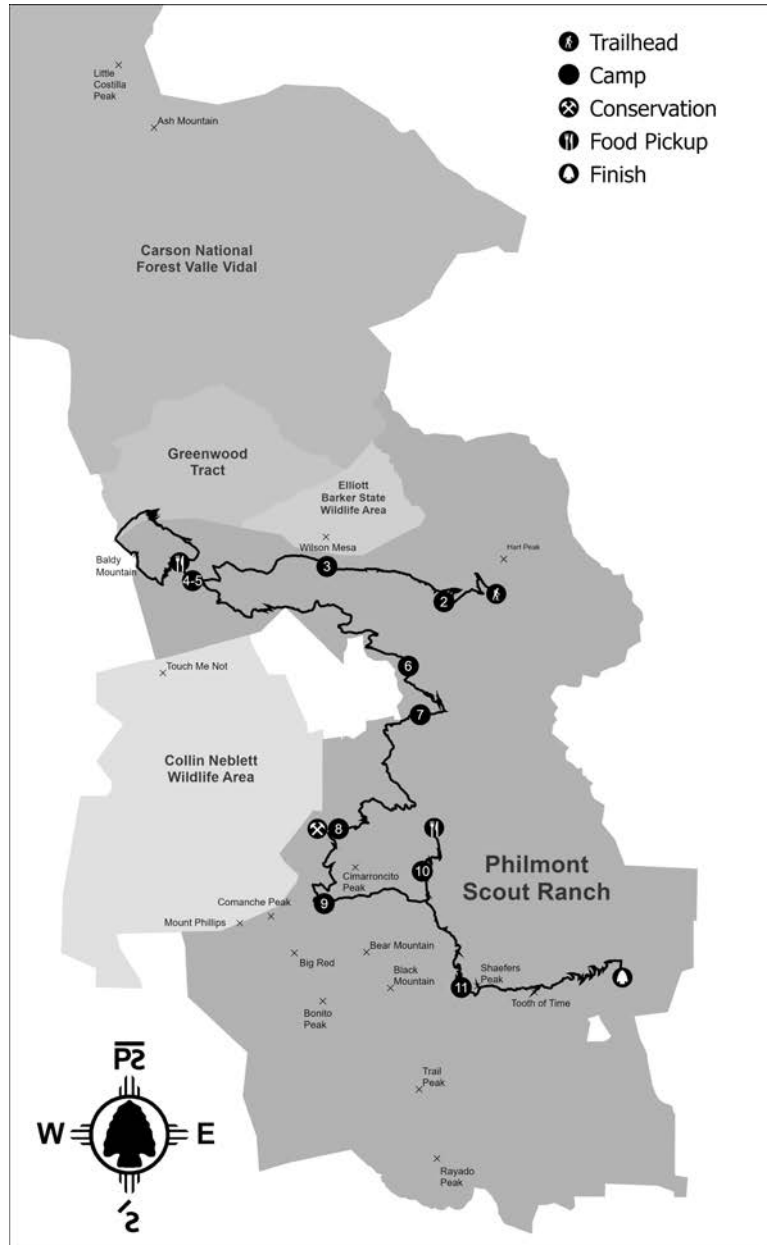 Little
Costilla
Peak
Ash Mountain
Trailhead
Camp
Conservation
Food Pickup
Finish
Carson National
Forest Valle Vidal
Greenwood
Tract
Elliott
Barker State
Wildlife Area
Wilson Mesa
Hart Peak
Baldy
Mountain
4-5
3
2
6
Touch Me Not
7
Collin Neblett
Wildlife Area
8
Cimarroncito
Peak
10
Philmont
Scout Ranch
9
Comanche Peak
Mount Phillips
Big Red
Bear Mountain
Black
Mountain
Bonito
Peak
11
Shaefers
Peak
Tooth of Time
Trail
Peak
Rayado
Peak
W
E